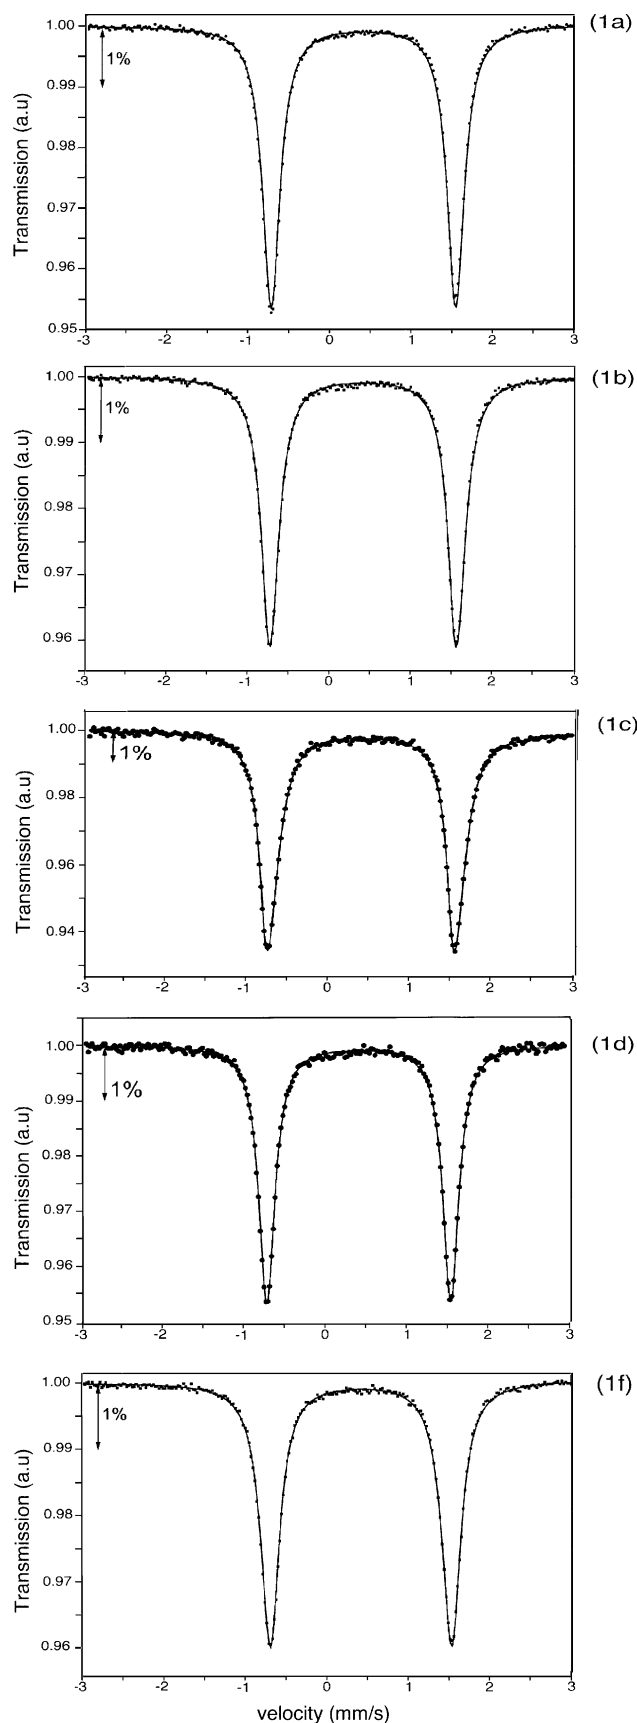 (1a)
1.00
1%
0.99
0.98
0.97
0.96
0.95
Transmission (a.u)
-3 -2 -1 0 1 2 3
(1b)
1.00
1%
0.99
0.98
0.97
0.96
Transmission (a.u)
-3 -2 -1 0 1 2 3
(1c)
1.00
1%
0.98
0.96
0.94
Transmission (a.u)
-3 -2 -1 0 1 2 3
(1d)
1.00
1%
0.99
0.98
0.97
0.96
0.95
Transmission (a.u)
-3 -2 -1 0 1 2 3
(1f)
1.00
1%
0.99
0.98
0.97
0.96
Transmission (a.u)
-3 -2 -1 0 1 2 3
velocity (mm/s)